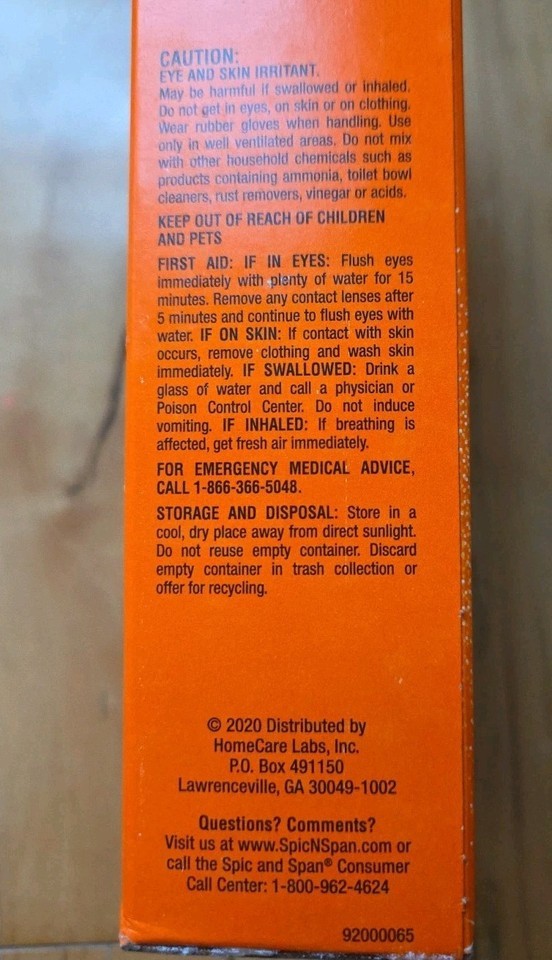 CAUTION:
EYE AND SKIN IRRITANT.
May be harmful if swallowed or inhaled.
Do not get in eyes, on skin or on clothing.
Wear rubber gloves when handling. Use
only in well ventilated areas. Do not mix
with other household chemicals such as
products containing ammonia, toilet bowl
cleaners, rust removers, vinegar or acids.
KEEP OUT OF REACH OF CHILDREN
AND PETS
FIRST AID: IF IN EYES: Flush eyes
immediately with plenty of water for 15
minutes. Remove any contact lenses after
5 minutes and continue to flush eyes with
water. IF ON SKIN: If contact with skin
occurs, remove clothing and wash skin
immediately. IF SWALLOWED: Drink a
glass of water and call a physician or
Poison Control Center. Do not induce
vomiting. IF INHALED: If breathing is
affected, get fresh air immediately.
FOR EMERGENCY MEDICAL ADVICE,
CALL 1-866-366-5048.
STORAGE AND DISPOSAL: Store in a
cool, dry place away from direct sunlight.
Do not reuse empty container. Discard
empty container in trash collection or
offer for recycling.
© 2020 Distributed by
HomeCare Labs, Inc.
P.O. Box 491150
Lawrenceville, GA 30049-1002
Questions? Comments?
Visit us at www.SpicNSpan.com or
call the Spic and Span® Consumer
Call Center: 1-800-962-4624
92000065